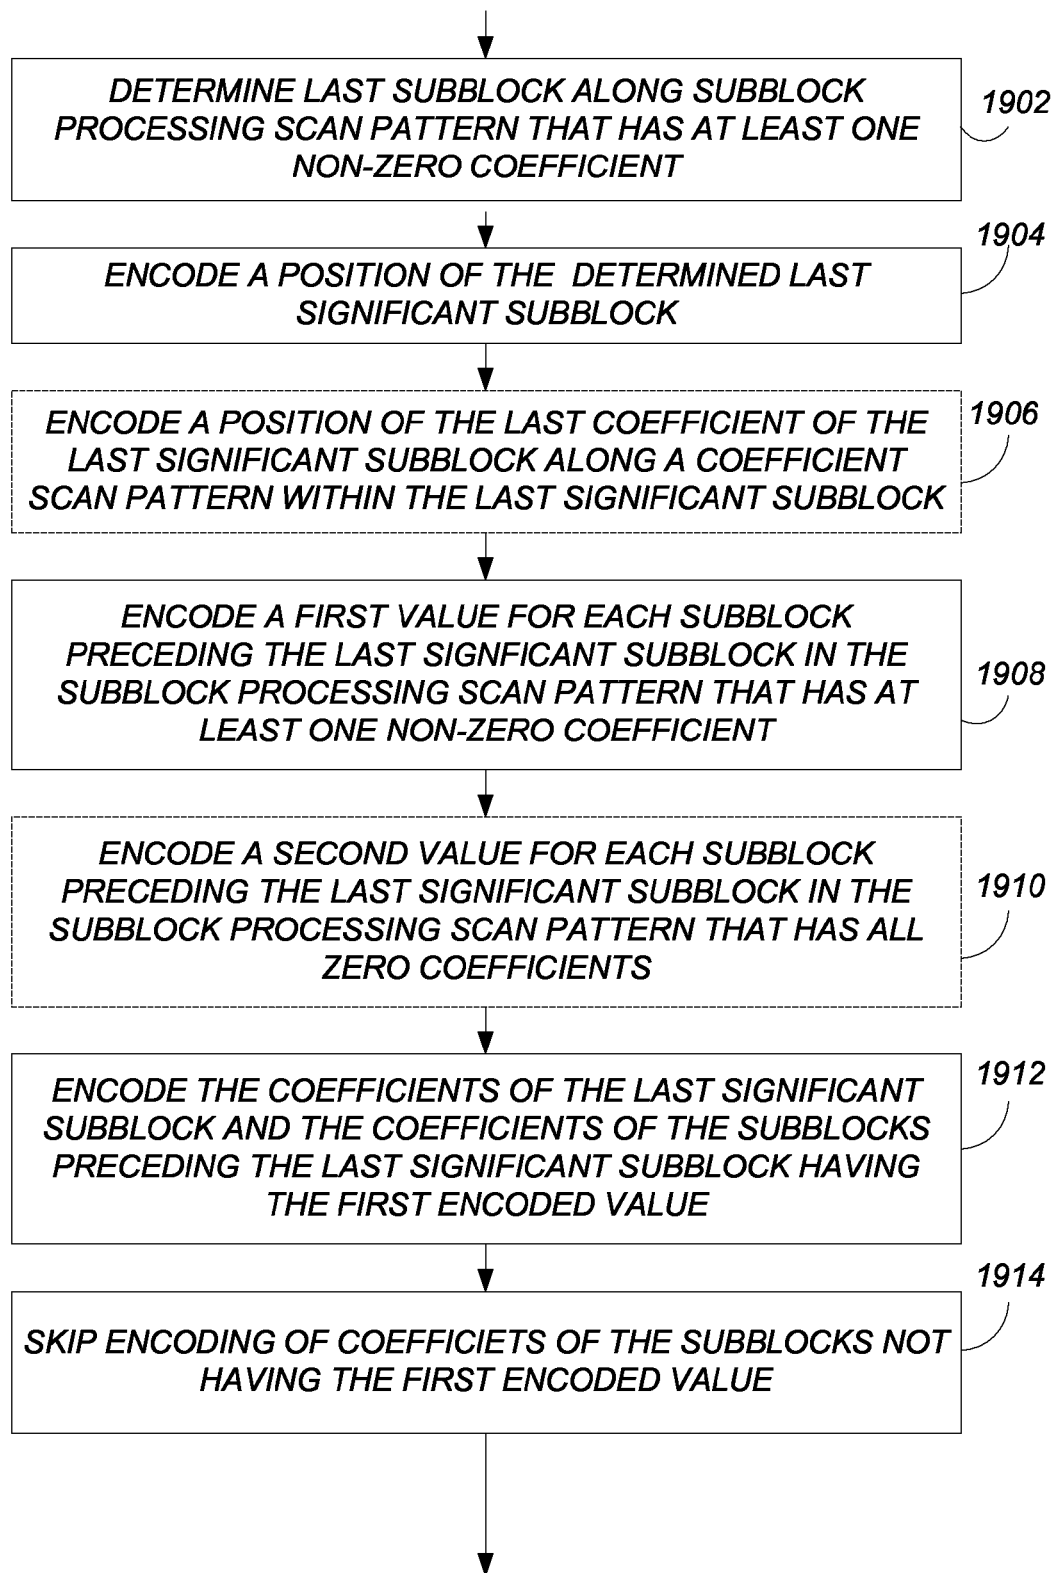 DETERMINE LAST SUBBLOCK ALONG SUBBLOCK
PROCESSING SCAN PATTERN THAT HAS AT LEAST ONE
NON-ZERO COEFFICIENT
1902
1904
ENCODE A POSITION OF THE DETERMINED LAST
SIGNIFICANT SUBBLOCK
ENCODE A POSITION OF THE LAST COEFFICIENT OF THE
LAST SIGNIFICANT SUBBLOCK ALONG A COEFFICIENT
SCAN PATTERN WITHIN THE LAST SIGNIFICANT SUBBLOCK
1906
ENCODE A FIRST VALUE FOR EACH SUBBLOCK
PRECEDING THE LAST SIGNFICANT SUBBLOCK IN THE
SUBBLOCK PROCESSING SCAN PATTERN THAT HAS AT
LEAST ONE NON-ZERO COEFFICIENT
1908
ENCODE A SECOND VALUE FOR EACH SUBBLOCK
PRECEDING THE LAST SIGNIFICANT SUBBLOCK IN THE
SUBBLOCK PROCESSING SCAN PATTERN THAT HAS ALL
ZERO COEFFICIENTS
1910
ENCODE THE COEFFICIENTS OF THE LAST SIGNIFICANT
SUBBLOCK AND THE COEFFICIENTS OF THE SUBBLOCKS
PRECEDING THE LAST SIGNIFICANT SUBBLOCK HAVING
THE FIRST ENCODED VALUE
1912
1914
SKIP ENCODING OF COEFFICIETS OF THE SUBBLOCKS NOT
HAVING THE FIRST ENCODED VALUE